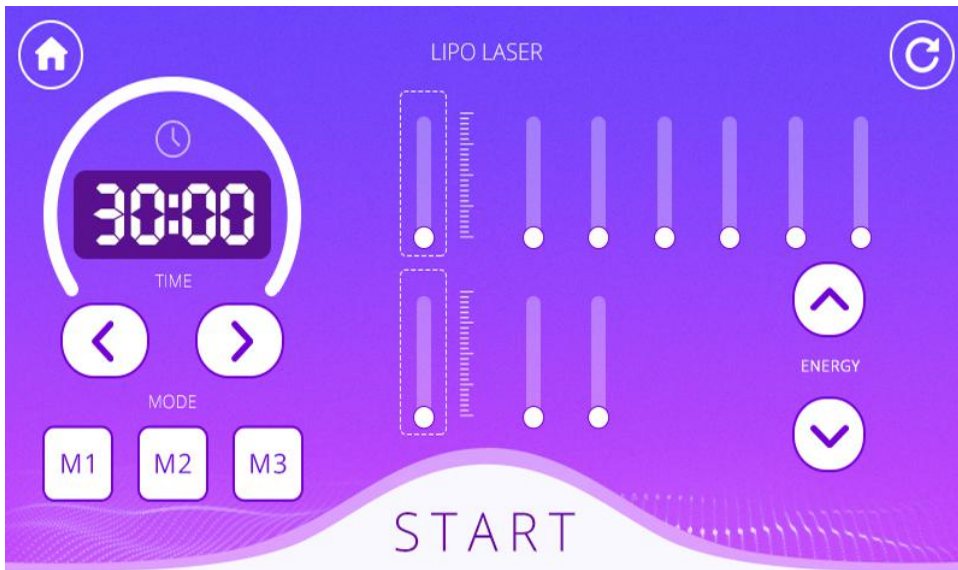 LIPO LASER
30:00
TIME
MODE
M1 M2 M3
ENERGY
START